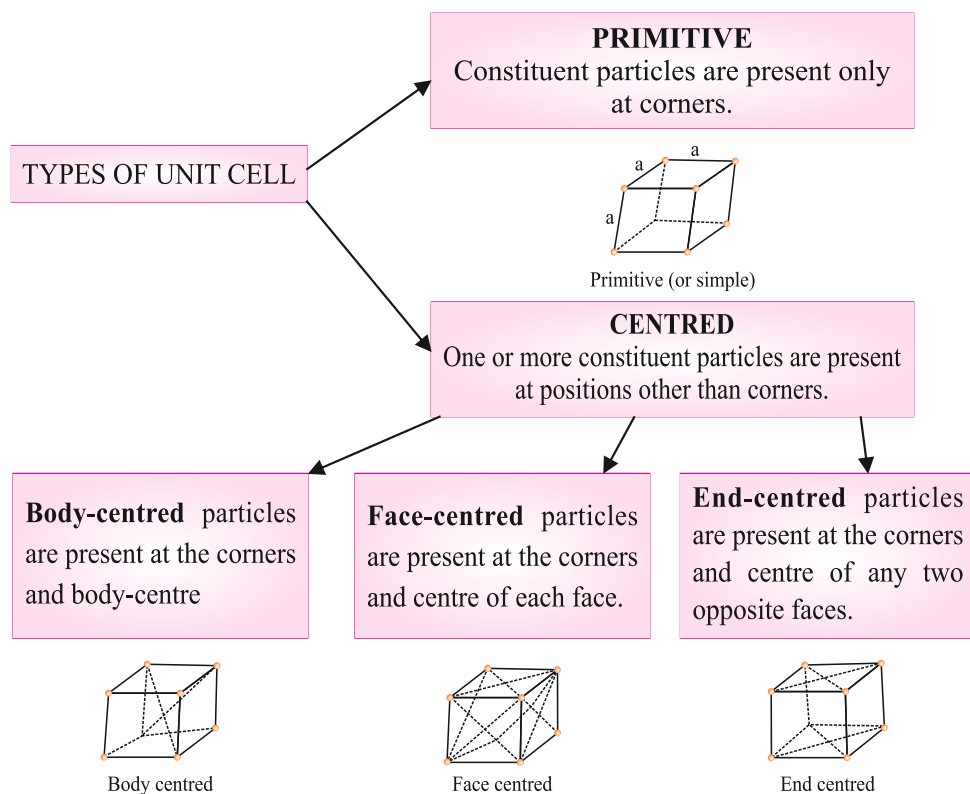 PRIMITIVE
Constituent particles are present only
at corners.
TYPES OF UNIT CELL
a
a
a
Primitive (or simple)
CENTRED
One or more constituent particles are present
at positions other than corners.
Body-centred particles
are present at the corners
and body-centre
Face-centred particles
are present at the corners
and centre of each face.
End-centred particles
are present at the corners
and centre of any two
opposite faces.
Body centred
Face centred
End centred